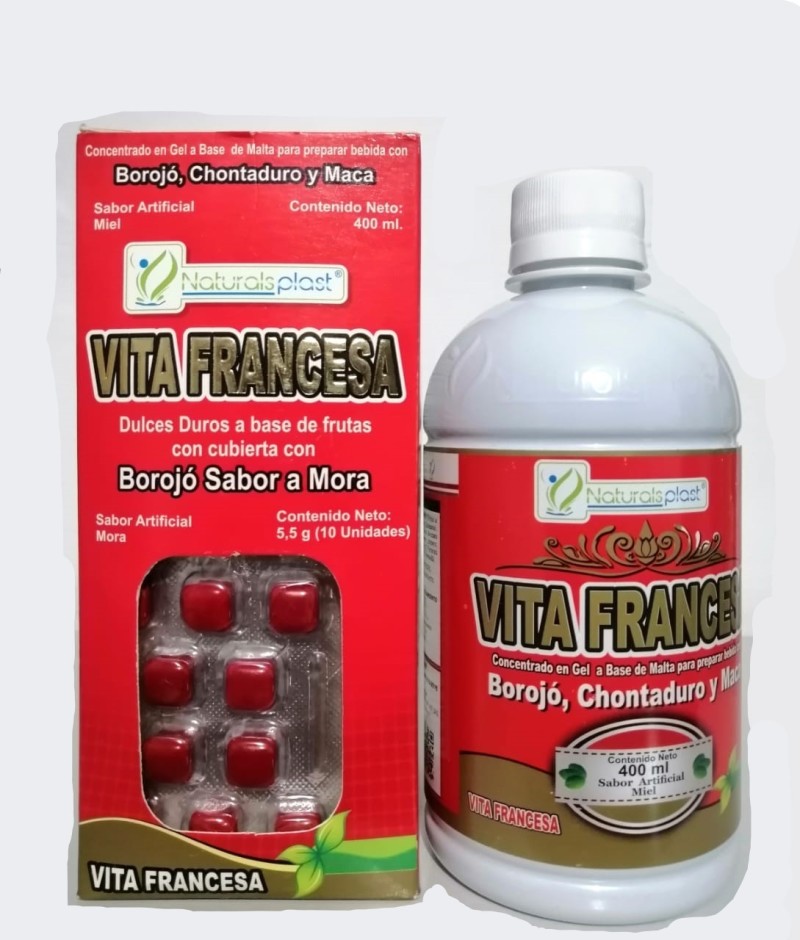 Concentrado en Gel a Base de Malta para preparar bebida con
Borojó, Chontaduro y Maca
Sabor Artificial
Miel
Contenido Neto:
400 ml.
Naturalsplast®
VITA FRANCESA
Dulces Duros a base de frutas
con cubierta con
Borojó Sabor a Mora
Sabor Artificial
Mora
Contenido Neto:
5,5 g (10 Unidades)
VITA FRANCESA
Naturalsplast®
VITA FRANCES
Concentrado en Gel a Base de Malta para preparar bebida
Borojó, Chontaduro y Maca
Contenido Neto
400 ml
Sabor Artificial
Miel
VITA FRANCESA